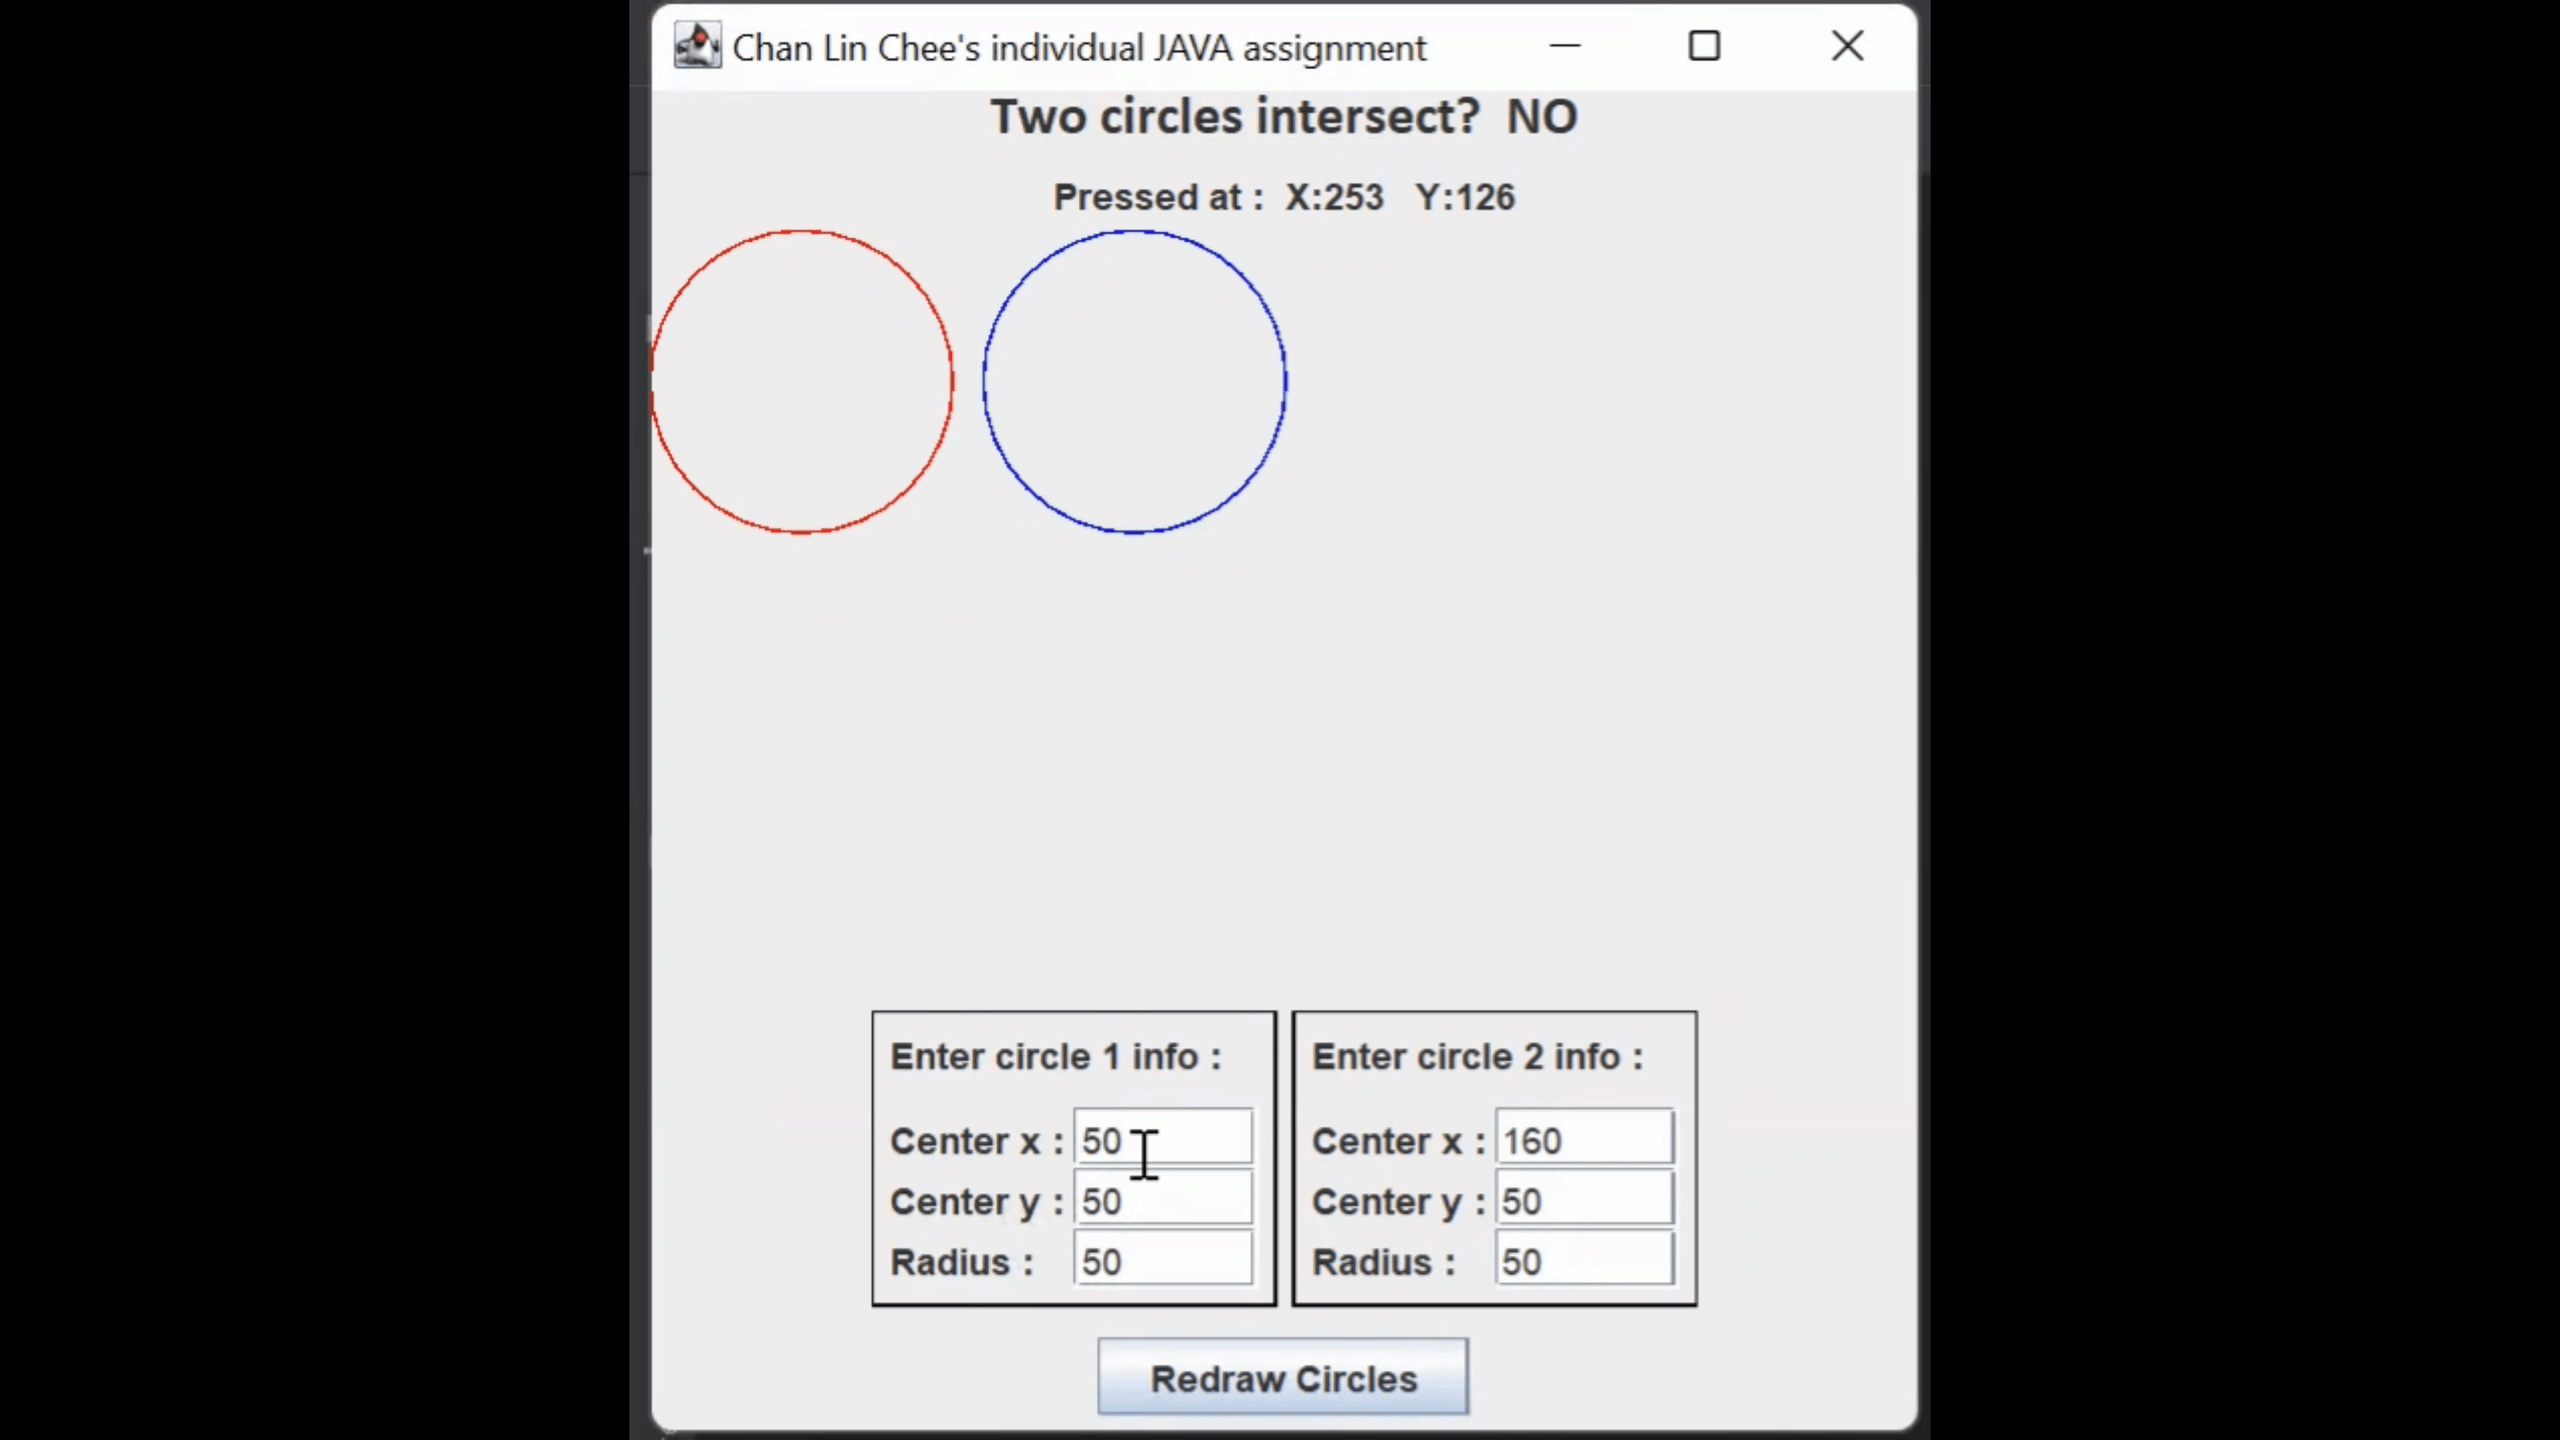 Chan Lin Chee's individual JAVA assignment
Two circles intersect? NO
Pressed at : X:253 Y:126
Enter circle 1 info :
Center x : 50
Center y : 50
Radius : 50
Enter circle 2 info :
Center x : 160
Center y : 50
Radius : 50
Redraw Circles